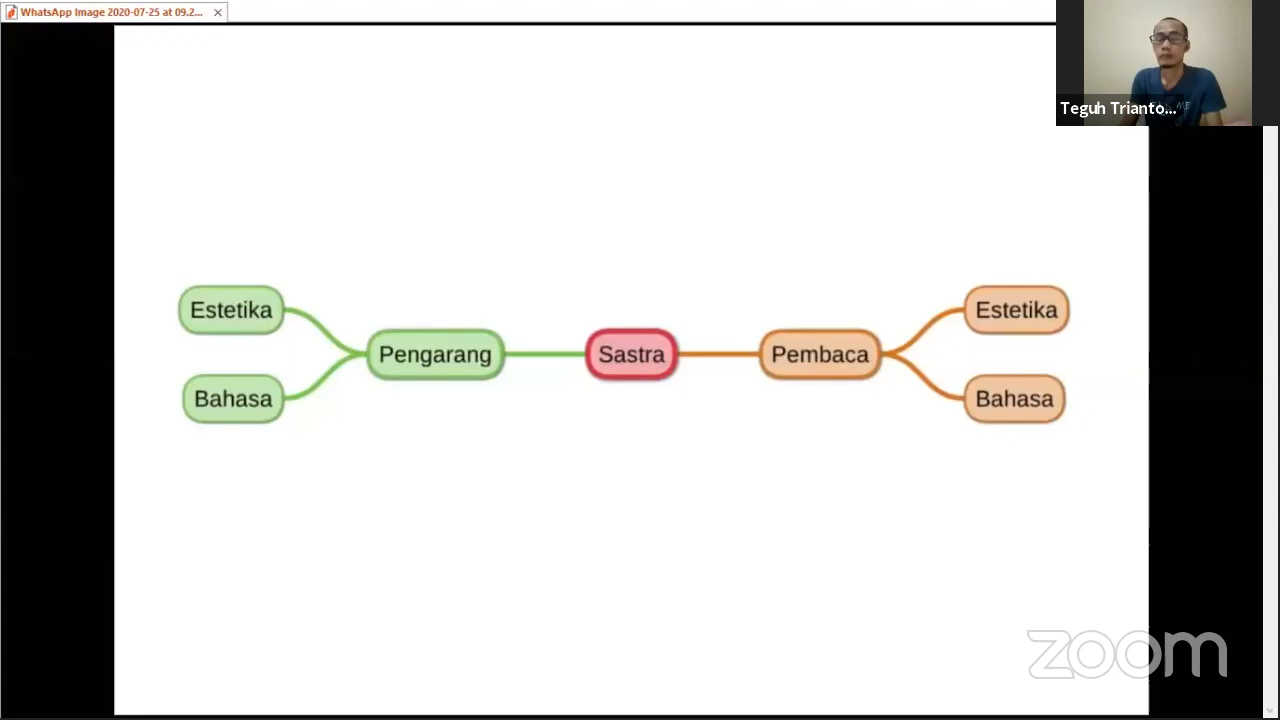 WhatsApp Image 2020-07-25 at 09.2...
Teguh Trianto...
Estetika
Bahasa
Pengarang
Sastra
Pembaca
Estetika
Bahasa
zoom